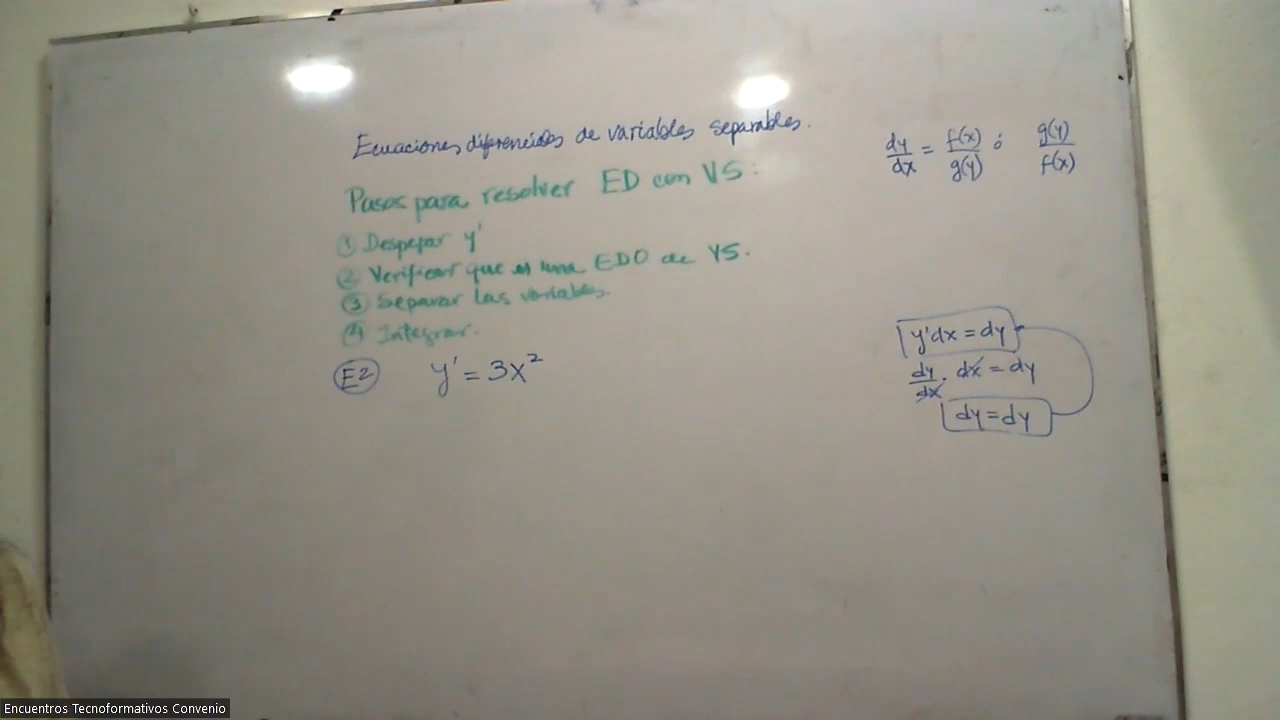 Ecuaciones diferenciales de variables separables.
dy/dx = f(x)/g(y) ó g(y)/f(x)
Pasos para resolver ED con VS:
① Despejar y'
② Verificar que es una EDO de VS.
③ Separar las variables.
④ Integrar.
E2 y' = 3x²
y'dx = dy
dy/dx . dx = dy
dy = dy
Encuentros Tecnoformativos Convenio